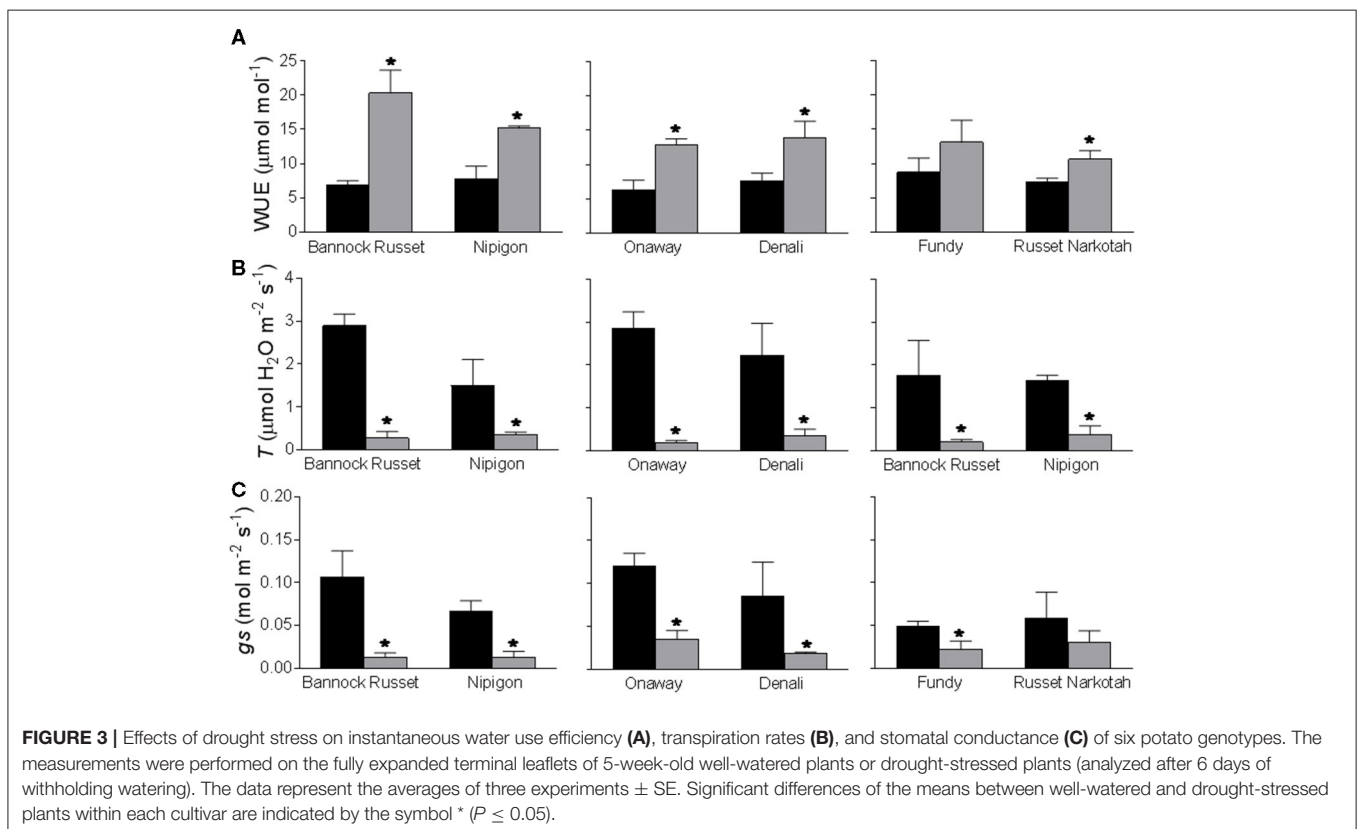 A
WUE (µmol mol⁻¹)
25
20
15
10
5
0
* * * * *
Bannock Russet Nipigon Onaway Denali Fundy Russet Narkotah
B
T (µmol H₂O m⁻² s⁻¹)
4
3
2
1
0
* * * * * *
Bannock Russet Nipigon Onaway Denali Bannock Russet Nipigon
C
gs (mol m⁻² s⁻¹)
0.20
0.15
0.10
0.05
0.00
* * * * *
Bannock Russet Nipigon Onaway Denali Fundy Russet Narkotah
FIGURE 3 | Effects of drought stress on instantaneous water use efficiency (A), transpiration rates (B), and stomatal conductance (C) of six potato genotypes. The
measurements were performed on the fully expanded terminal leaflets of 5-week-old well-watered plants or drought-stressed plants (analyzed after 6 days of
withholding watering). The data represent the averages of three experiments ± SE. Significant differences of the means between well-watered and drought-stressed
plants within each cultivar are indicated by the symbol * (P ≤ 0.05).